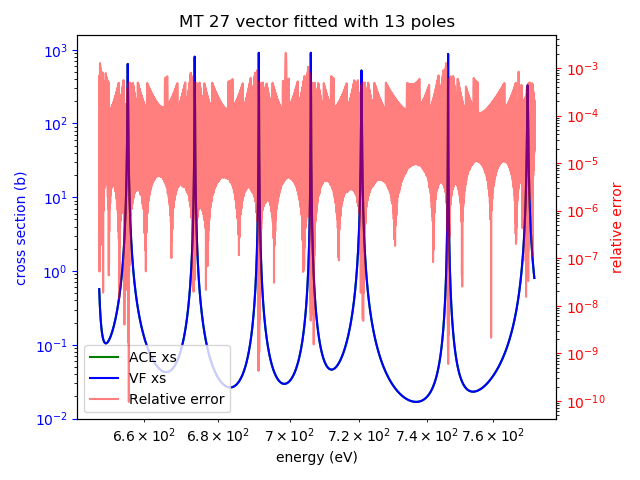 MT 27 vector fitted with 13 poles
10³
10²
10¹
10⁰
10⁻¹
10⁻²
cross section (b)
10⁻³
10⁻⁴
10⁻⁵
10⁻⁶
10⁻⁷
10⁻⁸
10⁻⁹
10⁻¹⁰
relative error
ACE xs
VF xs
Relative error
6.6 × 10² 6.8 × 10² 7 × 10² 7.2 × 10² 7.4 × 10² 7.6 × 10²
energy (eV)